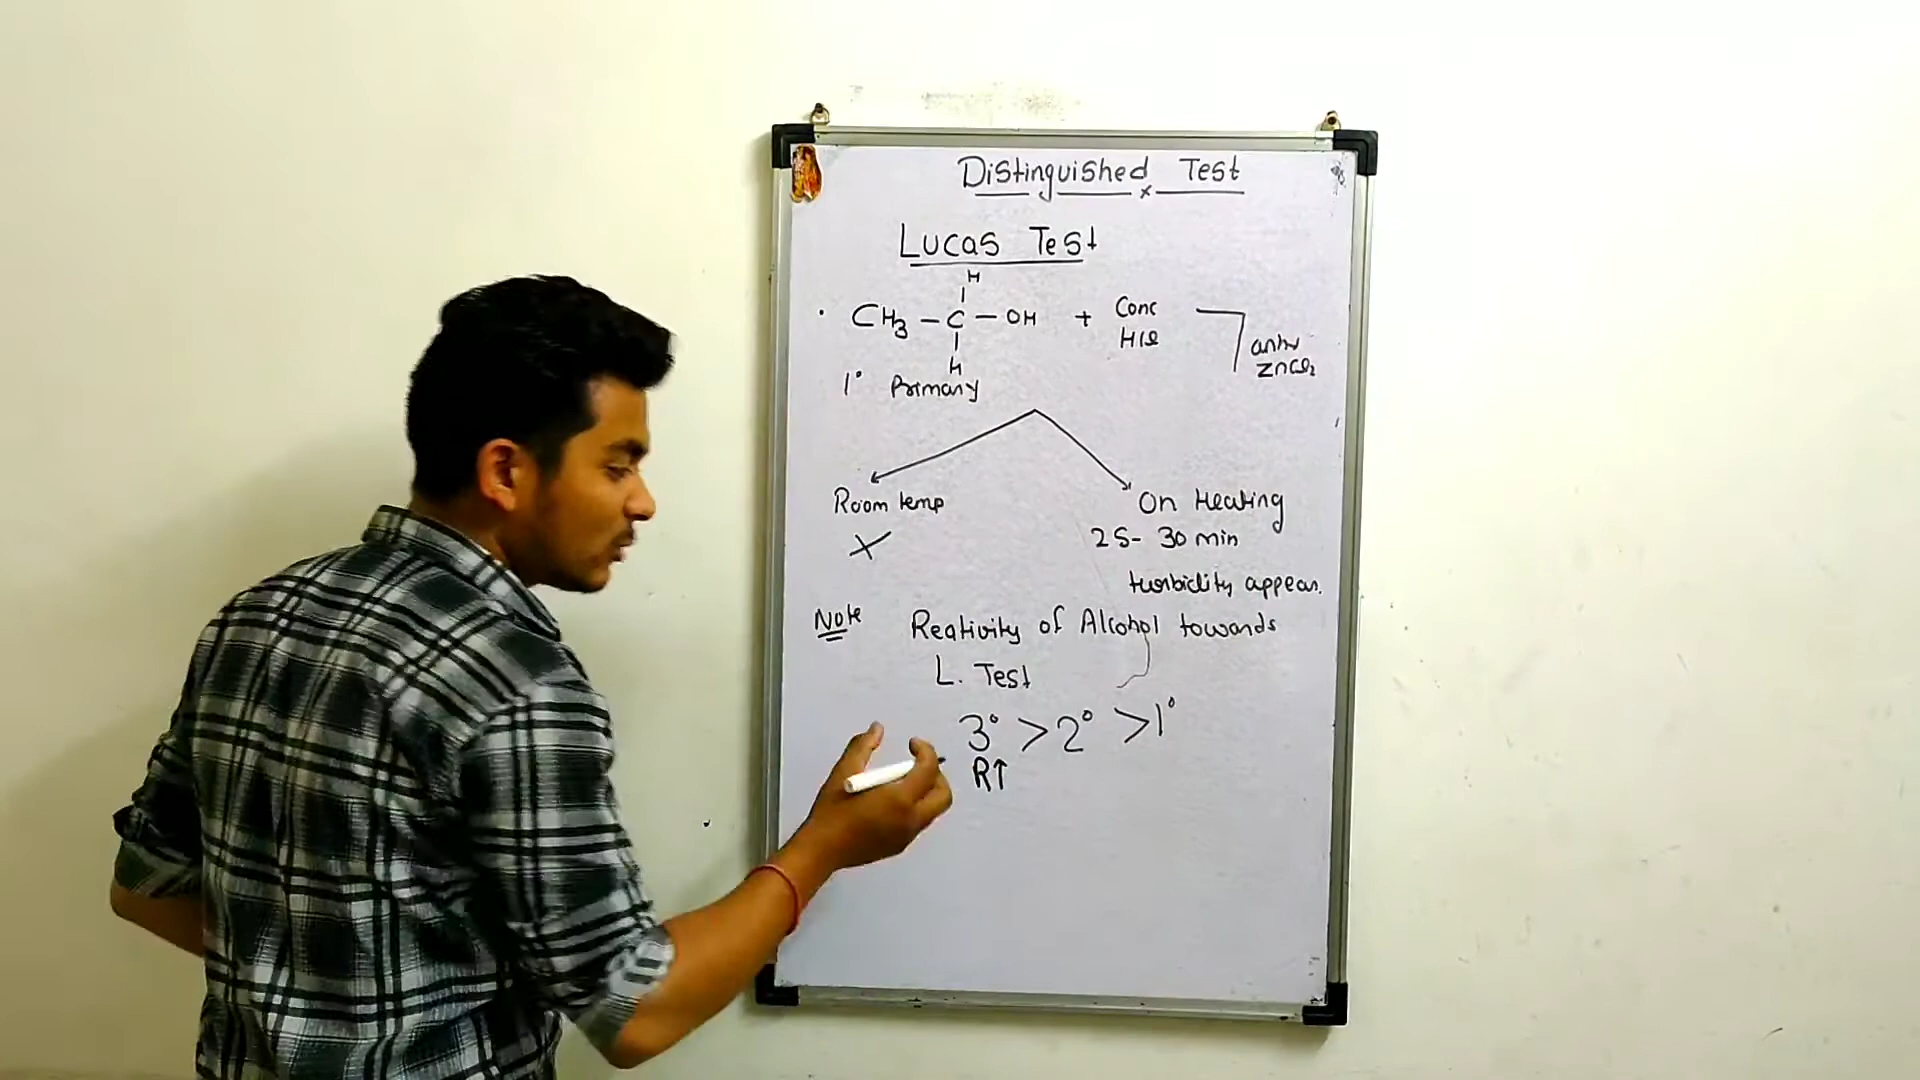 Distinguished Test
Lucas Test
H
CH3 - C - OH + Conc
HCl
anhy
ZnCl2
H
1° Primary
Room temp
On Heating
25- 30 min
turbidity appear.
Note Reativity of Alcohol towards
L. Test
3° > 2° > 1°
R↑